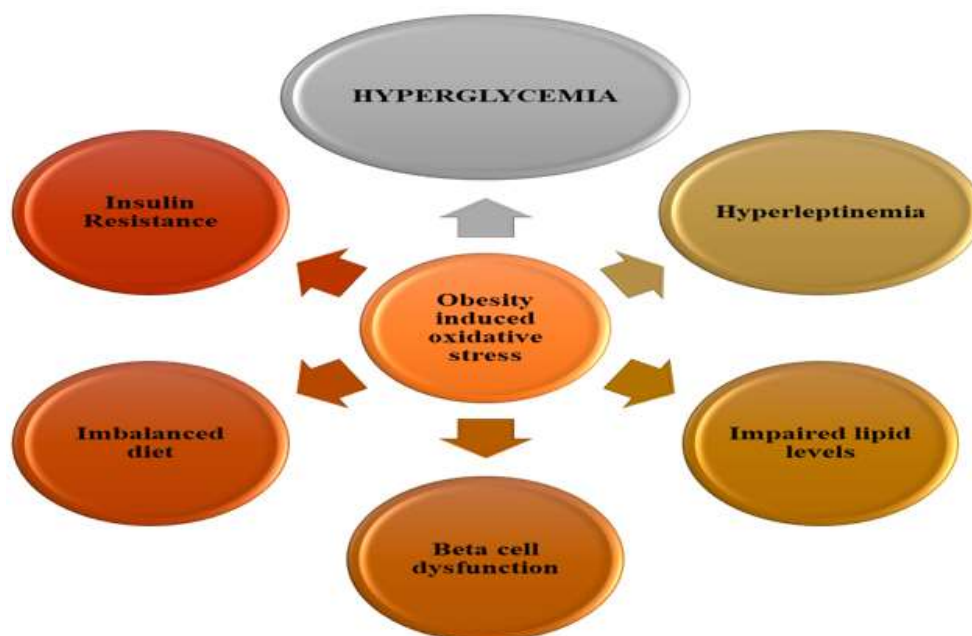 HYPERGLYCEMIA
Insulin
Resistance
Hyperleptinemia
Obesity
induced
oxidative
stress
Imbalanced
diet
Impaired lipid
levels
Beta cell
dysfunction